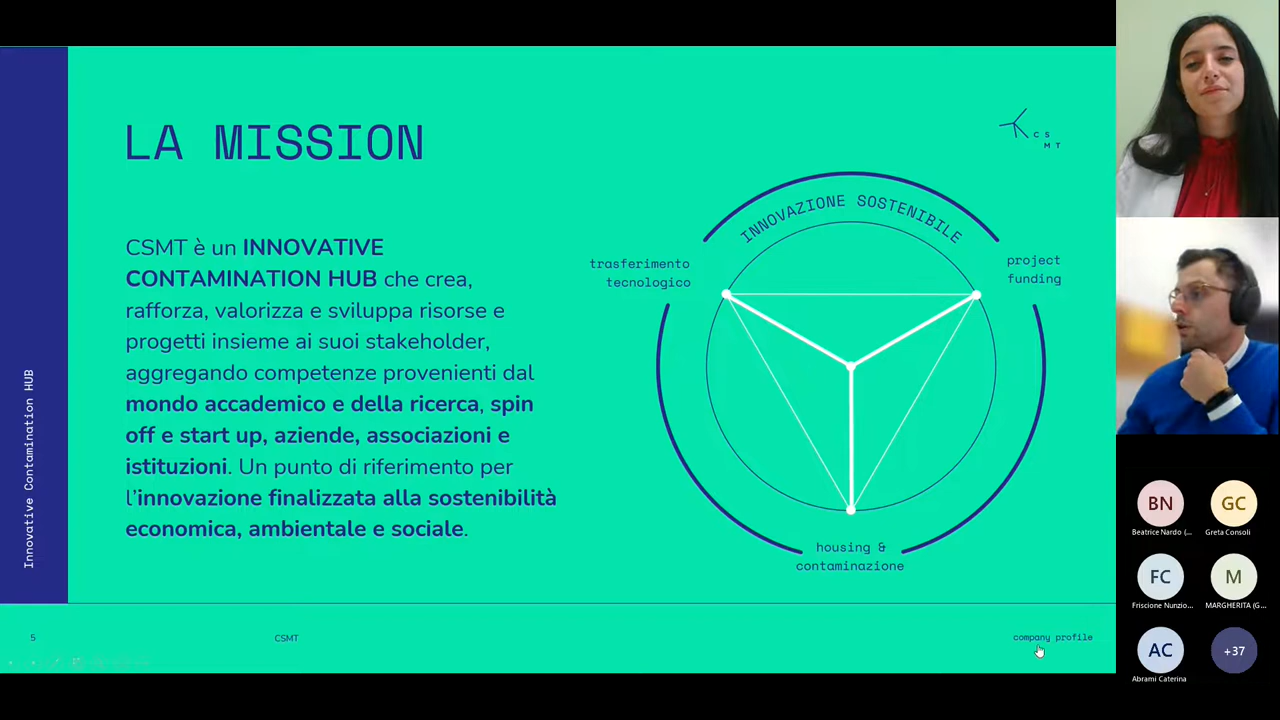 LA MISSION
CSMT è un INNOVATIVE
CONTAMINATION HUB che crea,
rafforza, valorizza e sviluppa risorse e
progetti insieme ai suoi stakeholder,
aggregando competenze provenienti dal
mondo accademico e della ricerca, spin
off e start up, aziende, associazioni e
istituzioni. Un punto di riferimento per
l'innovazione finalizzata alla sostenibilità
economica, ambientale e sociale.
C S
M T
INNOVAZIONE SOSTENIBILE
trasferimento
tecnologico
project
funding
housing &
contaminazione
Innovative Contamination HUB
5
CSMT
company profile
BN
Beatrice Nardo (...
GC
Greta Consoli
FC
Friscione Nunzio...
M
MARGHERITA (G...
AC
Abrami Caterina
+37